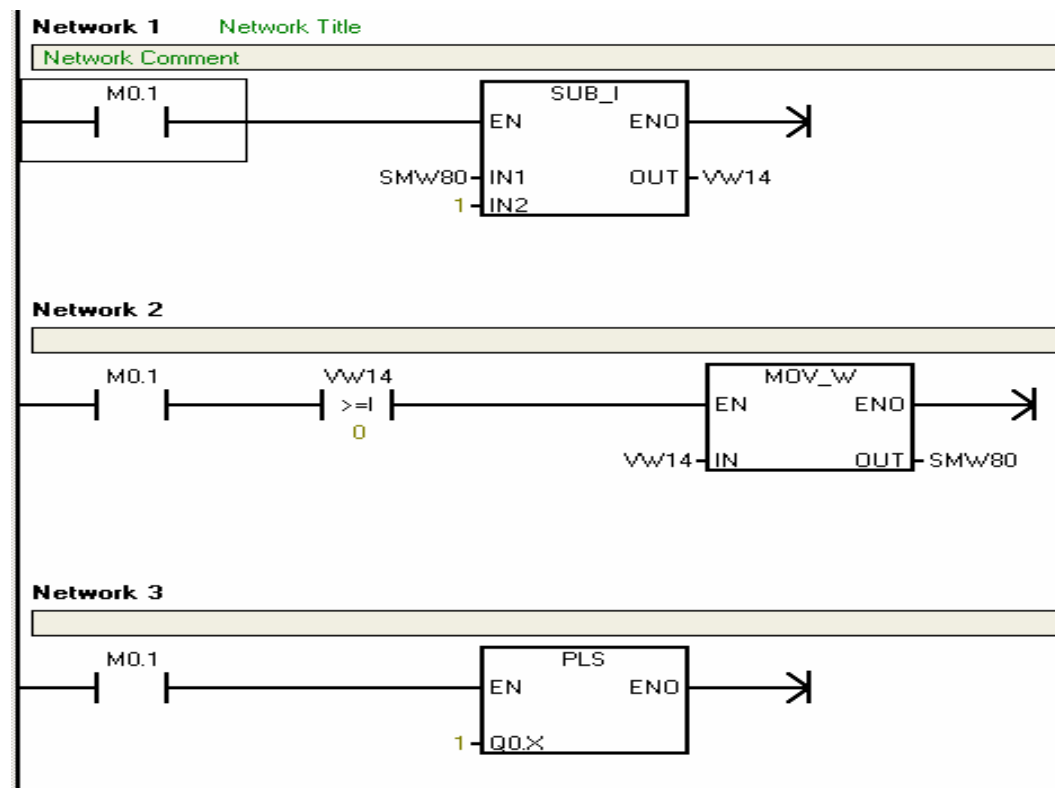 Network 1 Network Title
Network Comment
M0.1
SUB_I
EN ENO
SMW80 IN1 OUT VW14
1 IN2
Network 2
M0.1 VW14
MOV_W
>=I
EN ENO
0
VW14 IN OUT SMW80
Network 3
M0.1
PLS
EN ENO
1 Q0.X